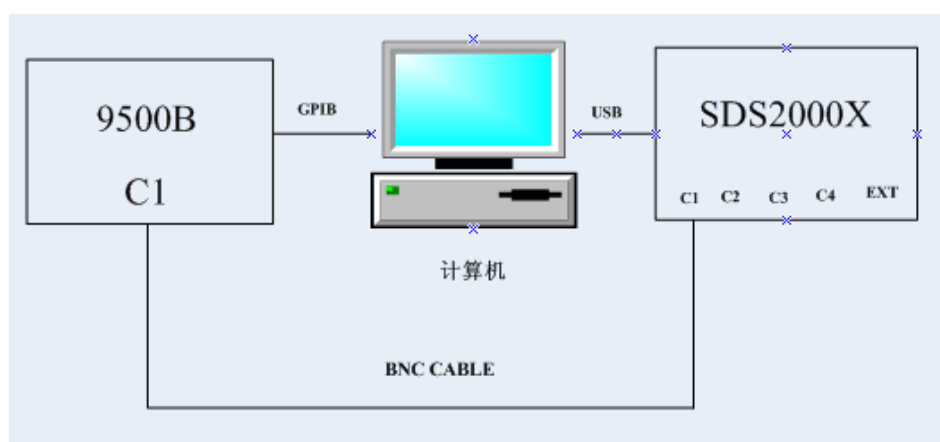 9500B
C1
GPIB
USB
SDS2000X
C1 C2 C3 C4 EXT
计算机
BNC CABLE